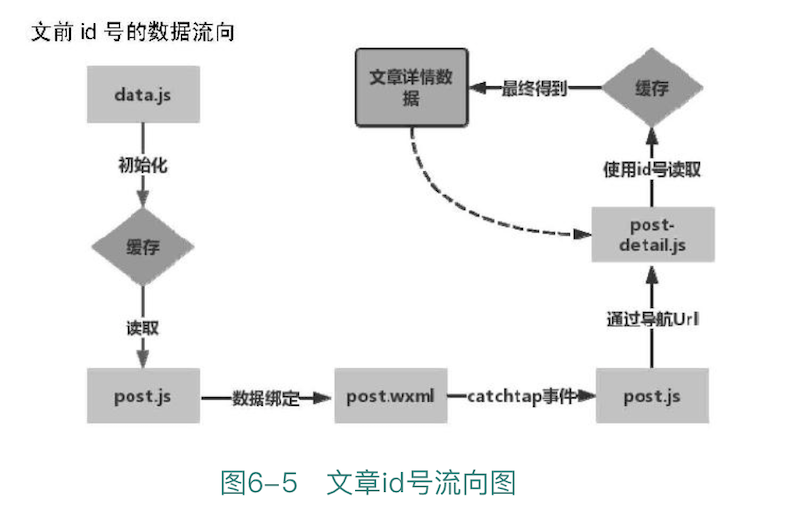 文前 id 号的数据流向
data.js
初始化
缓存
读取
post.js
数据绑定
post.wxml
catchtap事件
post.js
通过导航Url
post-
detail.js
使用id号读取
缓存
最终得到
文章详情数
据
图6-5 文章id号流向图